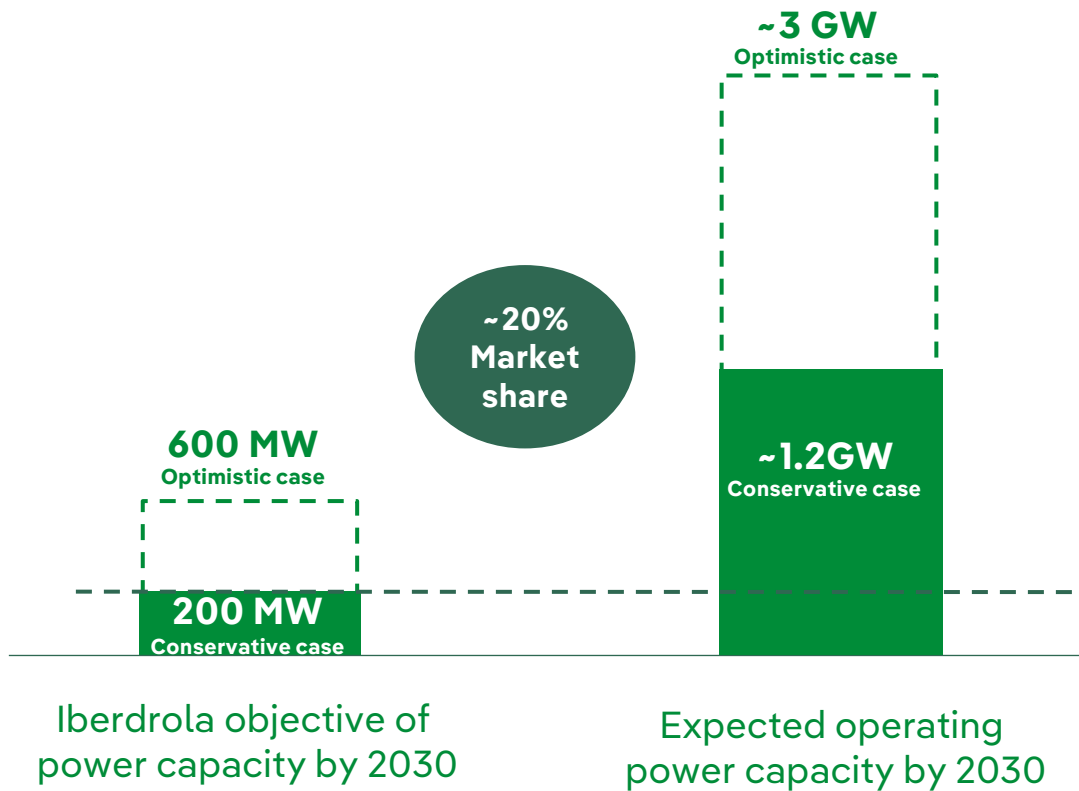 ~3 GW
Optimistic case
~20%
Market
share
600 MW
Optimistic case
~1.2GW
Conservative case
200 MW
Conservative case
Iberdrola objective of
power capacity by 2030
Expected operating
power capacity by 2030